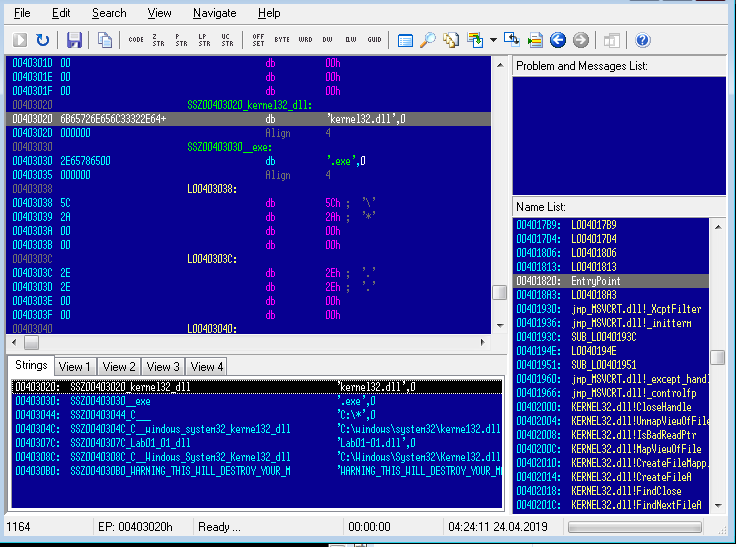 File Edit Search View Navigate Help
CODE Z STR P STR LP STR UC STR OFF SET BYTE WRD DW QW GUID
0040301D 00 db 00h
0040301E 00 db 00h
0040301F 00 db 00h
00403020 SSZ00403020_kernel32_dll:
00403020 6B65726E656C33322E64+ db 'kernel32.dll',0
0040302D 000000 Align 4
00403030 SSZ00403030__exe:
00403030 2E65786500 db '.exe',0
00403035 000000 Align 4
00403038 L00403038:
00403038 5C db 5Ch ; '\'
00403039 2A db 2Ah ; '*'
0040303A 00 db 00h
0040303B 00 db 00h
0040303C L0040303C:
0040303C 2E db 2Eh ; '.'
0040303D 2E db 2Eh ; '.'
0040303E 00 db 00h
0040303F 00 db 00h
00403040 L00403040:
Problem and Messages List:
Name List:
004017B9: L004017B9
004017D4: L004017D4
00401806: L00401806
00401813: L00401813
00401820: EntryPoint
004018A3: L004018A3
00401930: jmp_MSVCRT.dll!_XcptFilter
00401936: jmp_MSVCRT.dll!_initterm
0040193C: SUB_L0040193C
0040194E: L0040194E
00401951: SUB_L00401951
00401960: jmp_MSVCRT.dll!_except_handl
00401966: jmp_MSVCRT.dll!_controlfp
00402000: KERNEL32.dll!CloseHandle
00402004: KERNEL32.dll!UnmapViewOfFile
00402008: KERNEL32.dll!IsBadReadPtr
0040200C: KERNEL32.dll!MapViewOfFile
00402010: KERNEL32.dll!CreateFileMapp.
00402014: KERNEL32.dll!CreateFileA
00402018: KERNEL32.dll!FindClose
0040201C: KERNEL32.dll!FindNextFileA
Strings View 1 View 2 View 3 View 4
00403020: SSZ00403020_kernel32_dll 'kernel32.dll',0
00403030: SSZ00403030__exe '.exe',0
00403044: SSZ00403044_C___ 'C:\*',0
0040304C: SSZ0040304C_C__windows_system32_kerne132_dll 'C:\windows\system32\kerne132.dll
0040307C: SSZ0040307C_Lab01_01_dll 'Lab01-01.dll',0
0040308C: SSZ0040308C_C__Windows_System32_Kernel32_dll 'C:\Windows\System32\Kernel32.dll
004030B0: SSZ004030B0_WARNING_THIS_WILL_DESTROY_YOUR_M 'WARNING_THIS_WILL_DESTROY_YOUR_M
1164 EP: 00403020h Ready ... 00:00:00 04:24:11 24.04.2019